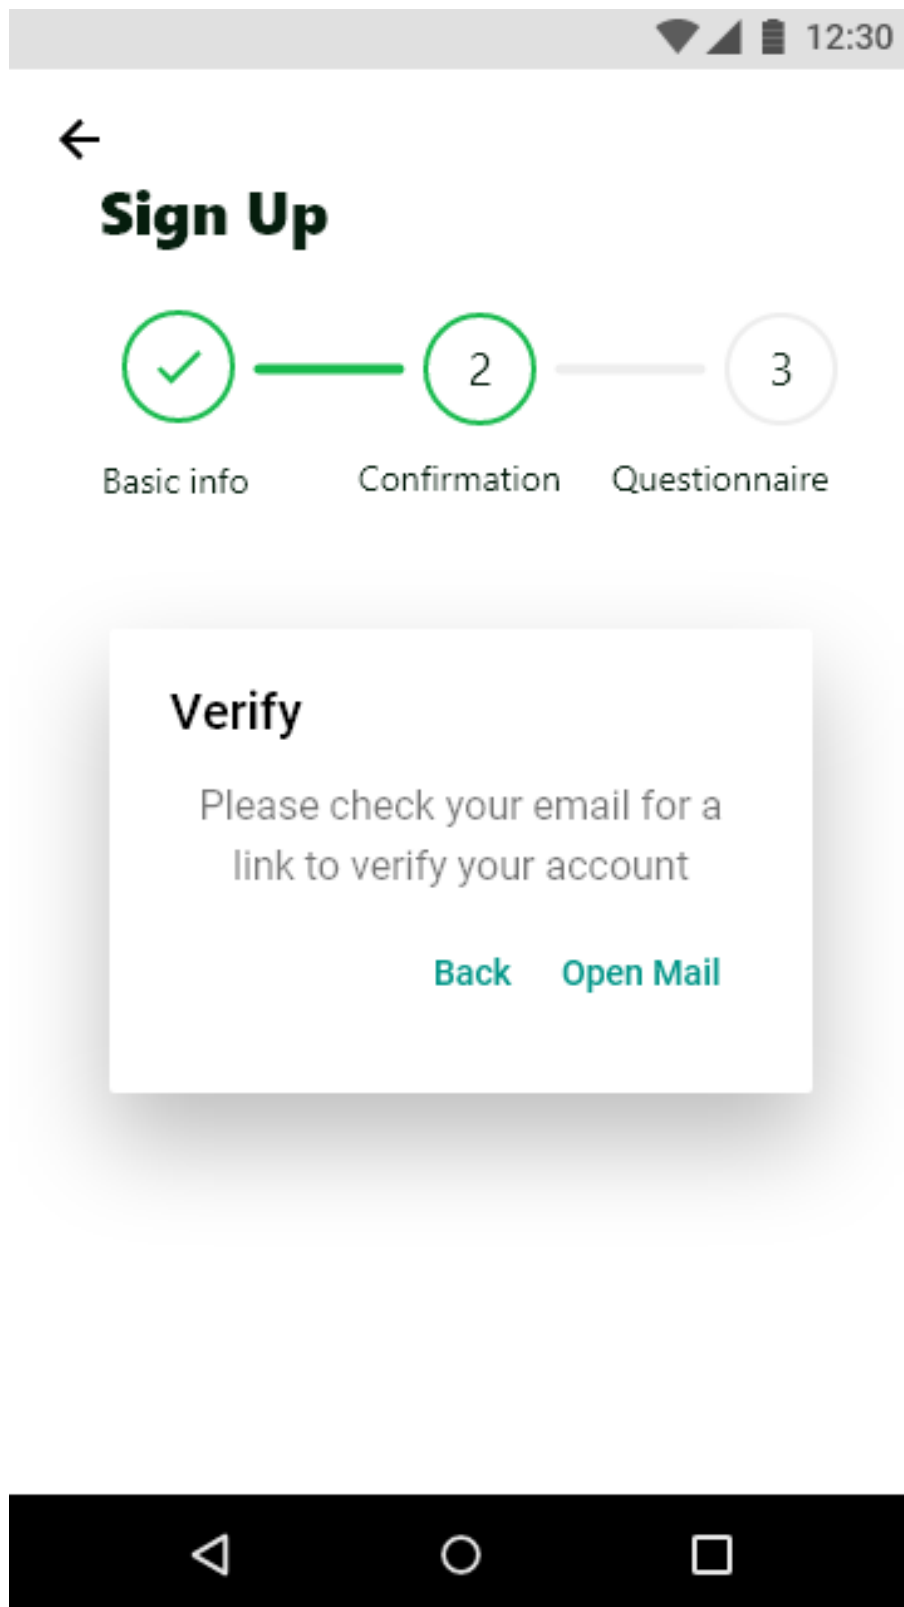 12:30
Sign Up
2
3
Basic info
Confirmation
Questionnaire
Verify
Please check your email for a
link to verify your account
Back
Open Mail